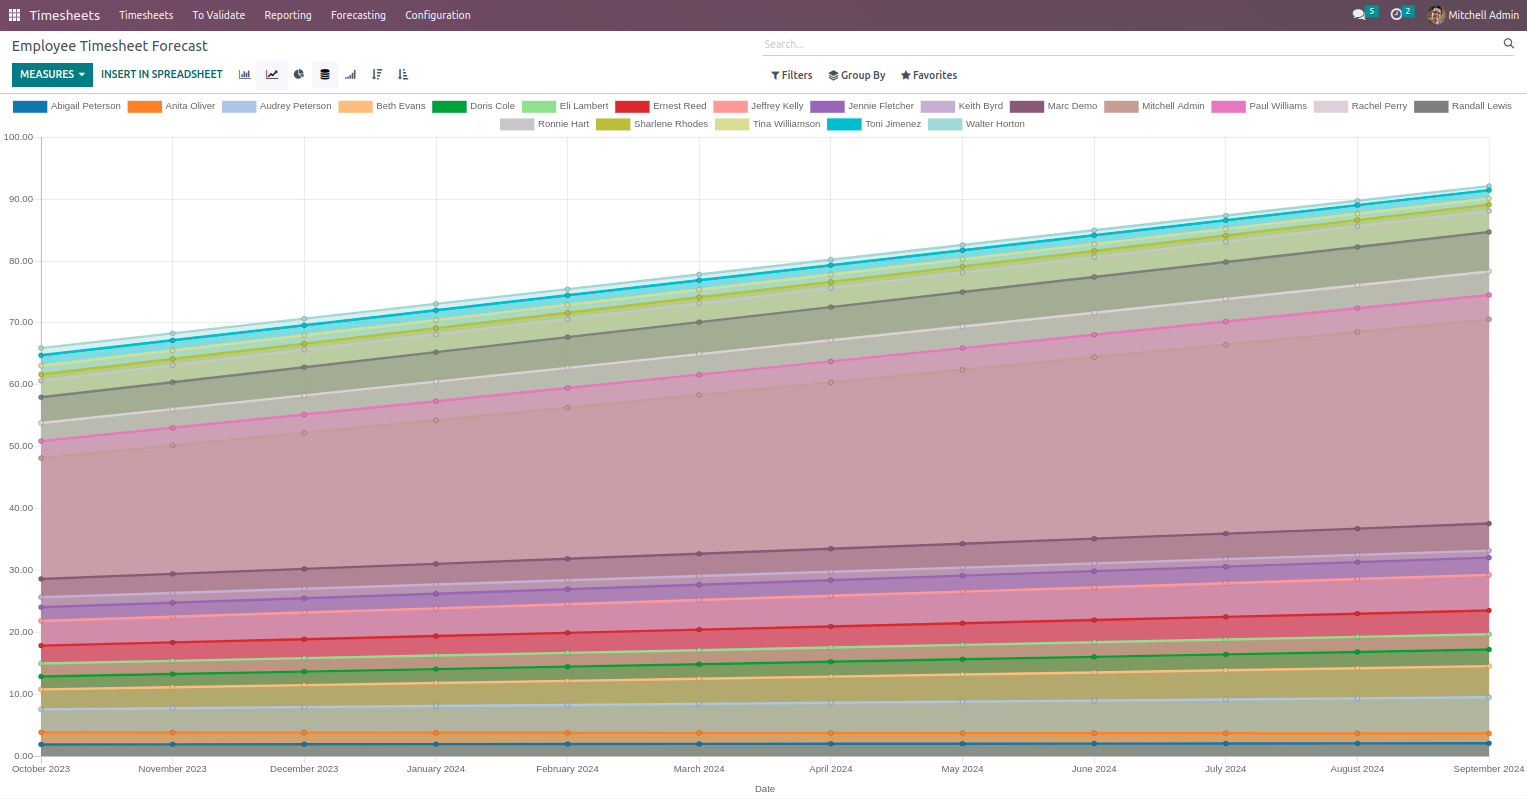 Timesheets Timesheets To Validate Reporting Forecasting Configuration 5 2 Mitchell Admin
Employee Timesheet Forecast Search...
MEASURES INSERT IN SPREADSHEET Filters Group By Favorites
Abigail Peterson Anita Oliver Audrey Peterson Beth Evans Doris Cole Eli Lambert Ernest Reed Jeffrey Kelly Jennie Fletcher Keith Byrd Marc Demo Mitchell Admin Paul Williams Rachel Perry Randall Lewis
Ronnie Hart Sharlene Rhodes Tina Williamson Toni Jimenez Walter Horton
100.00
90.00
80.00
70.00
60.00
50.00
40.00
30.00
20.00
10.00
0.00
October 2023 November 2023 December 2023 January 2024 February 2024 March 2024 April 2024 May 2024 June 2024 July 2024 August 2024 September 2024
Date